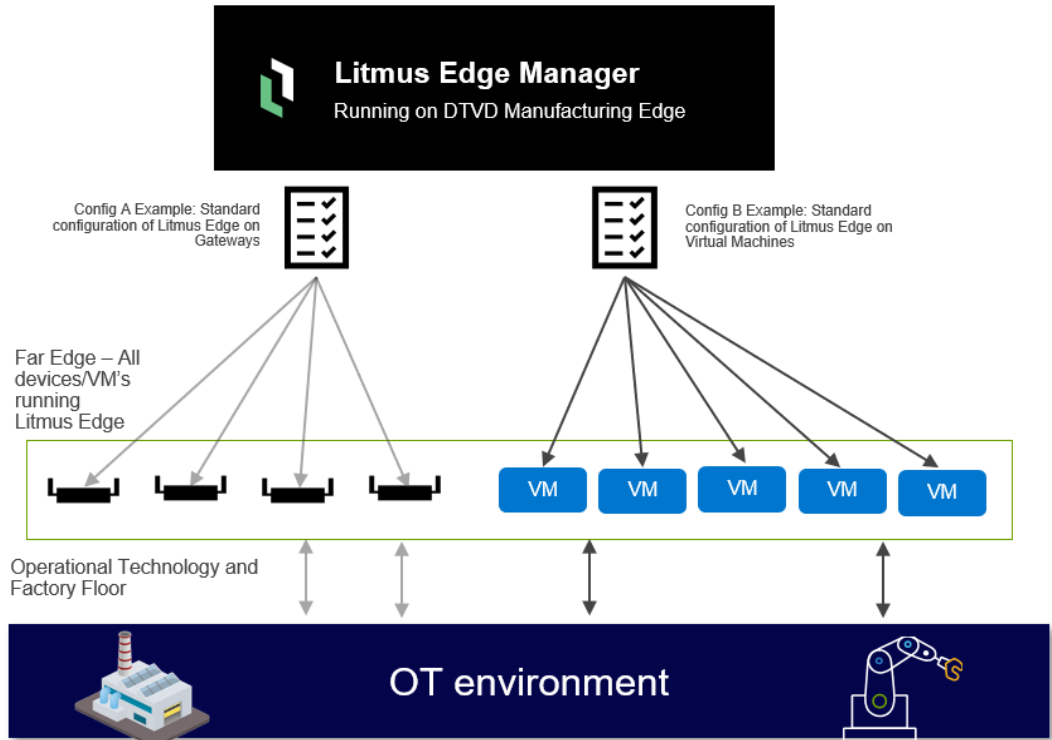 Litmus Edge Manager
Running on DTVD Manufacturing Edge
Config A Example: Standard
configuration of Litmus Edge on
Gateways
Config B Example: Standard
configuration of Litmus Edge on
Virtual Machines
Far Edge – All
devices/VM's
running
Litmus Edge
VM
VM
VM
VM
VM
Operational Technology and
Factory Floor
OT environment